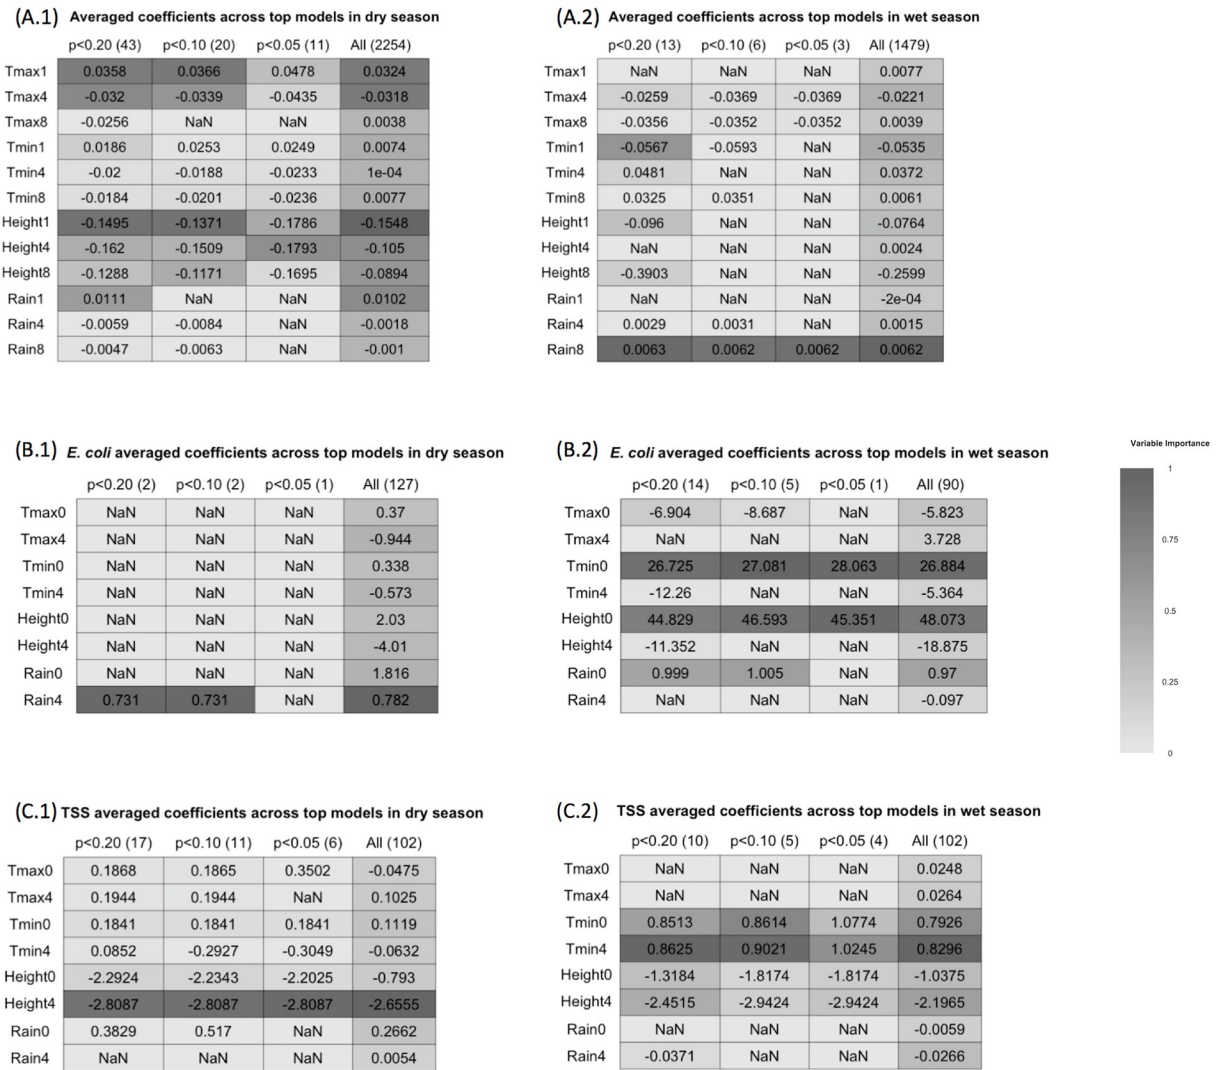 (A.1) Averaged coefficients across top models in dry season
p<0.20 (43) p<0.10 (20) p<0.05 (11) All (2254)
Tmax1 0.0358 0.0366 0.0478 0.0324
Tmax4 -0.032 -0.0339 -0.0435 -0.0318
Tmax8 -0.0256 NaN NaN 0.0038
Tmin1 0.0186 0.0253 0.0249 0.0074
Tmin4 -0.02 -0.0188 -0.0233 1e-04
Tmin8 -0.0184 -0.0201 -0.0236 0.0077
Height1 -0.1495 -0.1371 -0.1786 -0.1548
Height4 -0.162 -0.1509 -0.1793 -0.105
Height8 -0.1288 -0.1171 -0.1695 -0.0894
Rain1 0.0111 NaN NaN 0.0102
Rain4 -0.0059 -0.0084 NaN -0.0018
Rain8 -0.0047 -0.0063 NaN -0.001
(A.2) Averaged coefficients across top models in wet season
p<0.20 (13) p<0.10 (6) p<0.05 (3) All (1479)
Tmax1 NaN NaN NaN 0.0077
Tmax4 -0.0259 -0.0369 -0.0369 -0.0221
Tmax8 -0.0356 -0.0352 -0.0352 0.0039
Tmin1 -0.0567 -0.0593 NaN -0.0535
Tmin4 0.0481 NaN NaN 0.0372
Tmin8 0.0325 0.0351 NaN 0.0061
Height1 -0.096 NaN NaN -0.0764
Height4 NaN NaN NaN 0.0024
Height8 -0.3903 NaN NaN -0.2599
Rain1 NaN NaN NaN -2e-04
Rain4 0.0029 0.0031 NaN 0.0015
Rain8 0.0063 0.0062 0.0062 0.0062
(B.1) E. coli averaged coefficients across top models in dry season
p<0.20 (2) p<0.10 (2) p<0.05 (1) All (127)
Tmax0 NaN NaN NaN 0.37
Tmax4 NaN NaN NaN -0.944
Tmin0 NaN NaN NaN 0.338
Tmin4 NaN NaN NaN -0.573
Height0 NaN NaN NaN 2.03
Height4 NaN NaN NaN -4.01
Rain0 NaN NaN NaN 1.816
Rain4 0.731 0.731 NaN 0.782
(B.2) E. coli averaged coefficients across top models in wet season
p<0.20 (14) p<0.10 (5) p<0.05 (1) All (90)
Tmax0 -6.904 -8.687 NaN -5.823
Tmax4 NaN NaN NaN 3.728
Tmin0 26.725 27.081 28.063 26.884
Tmin4 -12.26 NaN NaN -5.364
Height0 44.829 46.593 45.351 48.073
Height4 -11.352 NaN NaN -18.875
Rain0 0.999 1.005 NaN 0.97
Rain4 NaN NaN NaN -0.097
Variable Importance
1
0.75
0.5
0.25
0
(C.1) TSS averaged coefficients across top models in dry season
p<0.20 (17) p<0.10 (11) p<0.05 (6) All (102)
Tmax0 0.1868 0.1865 0.3502 -0.0475
Tmax4 0.1944 0.1944 NaN 0.1025
Tmin0 0.1841 0.1841 0.1841 0.1119
Tmin4 0.0852 -0.2927 -0.3049 -0.0632
Height0 -2.2924 -2.2343 -2.2025 -0.793
Height4 -2.8087 -2.8087 -2.8087 -2.6555
Rain0 0.3829 0.517 NaN 0.2662
Rain4 NaN NaN NaN 0.0054
(C.2) TSS averaged coefficients across top models in wet season
p<0.20 (10) p<0.10 (5) p<0.05 (4) All (102)
Tmax0 NaN NaN NaN 0.0248
Tmax4 NaN NaN NaN 0.0264
Tmin0 0.8513 0.8614 1.0774 0.7926
Tmin4 0.8625 0.9021 1.0245 0.8296
Height0 -1.3184 -1.8174 -1.8174 -1.0375
Height4 -2.4515 -2.9424 -2.9424 -2.1965
Rain0 NaN NaN NaN -0.0059
Rain4 -0.0371 NaN NaN -0.0266